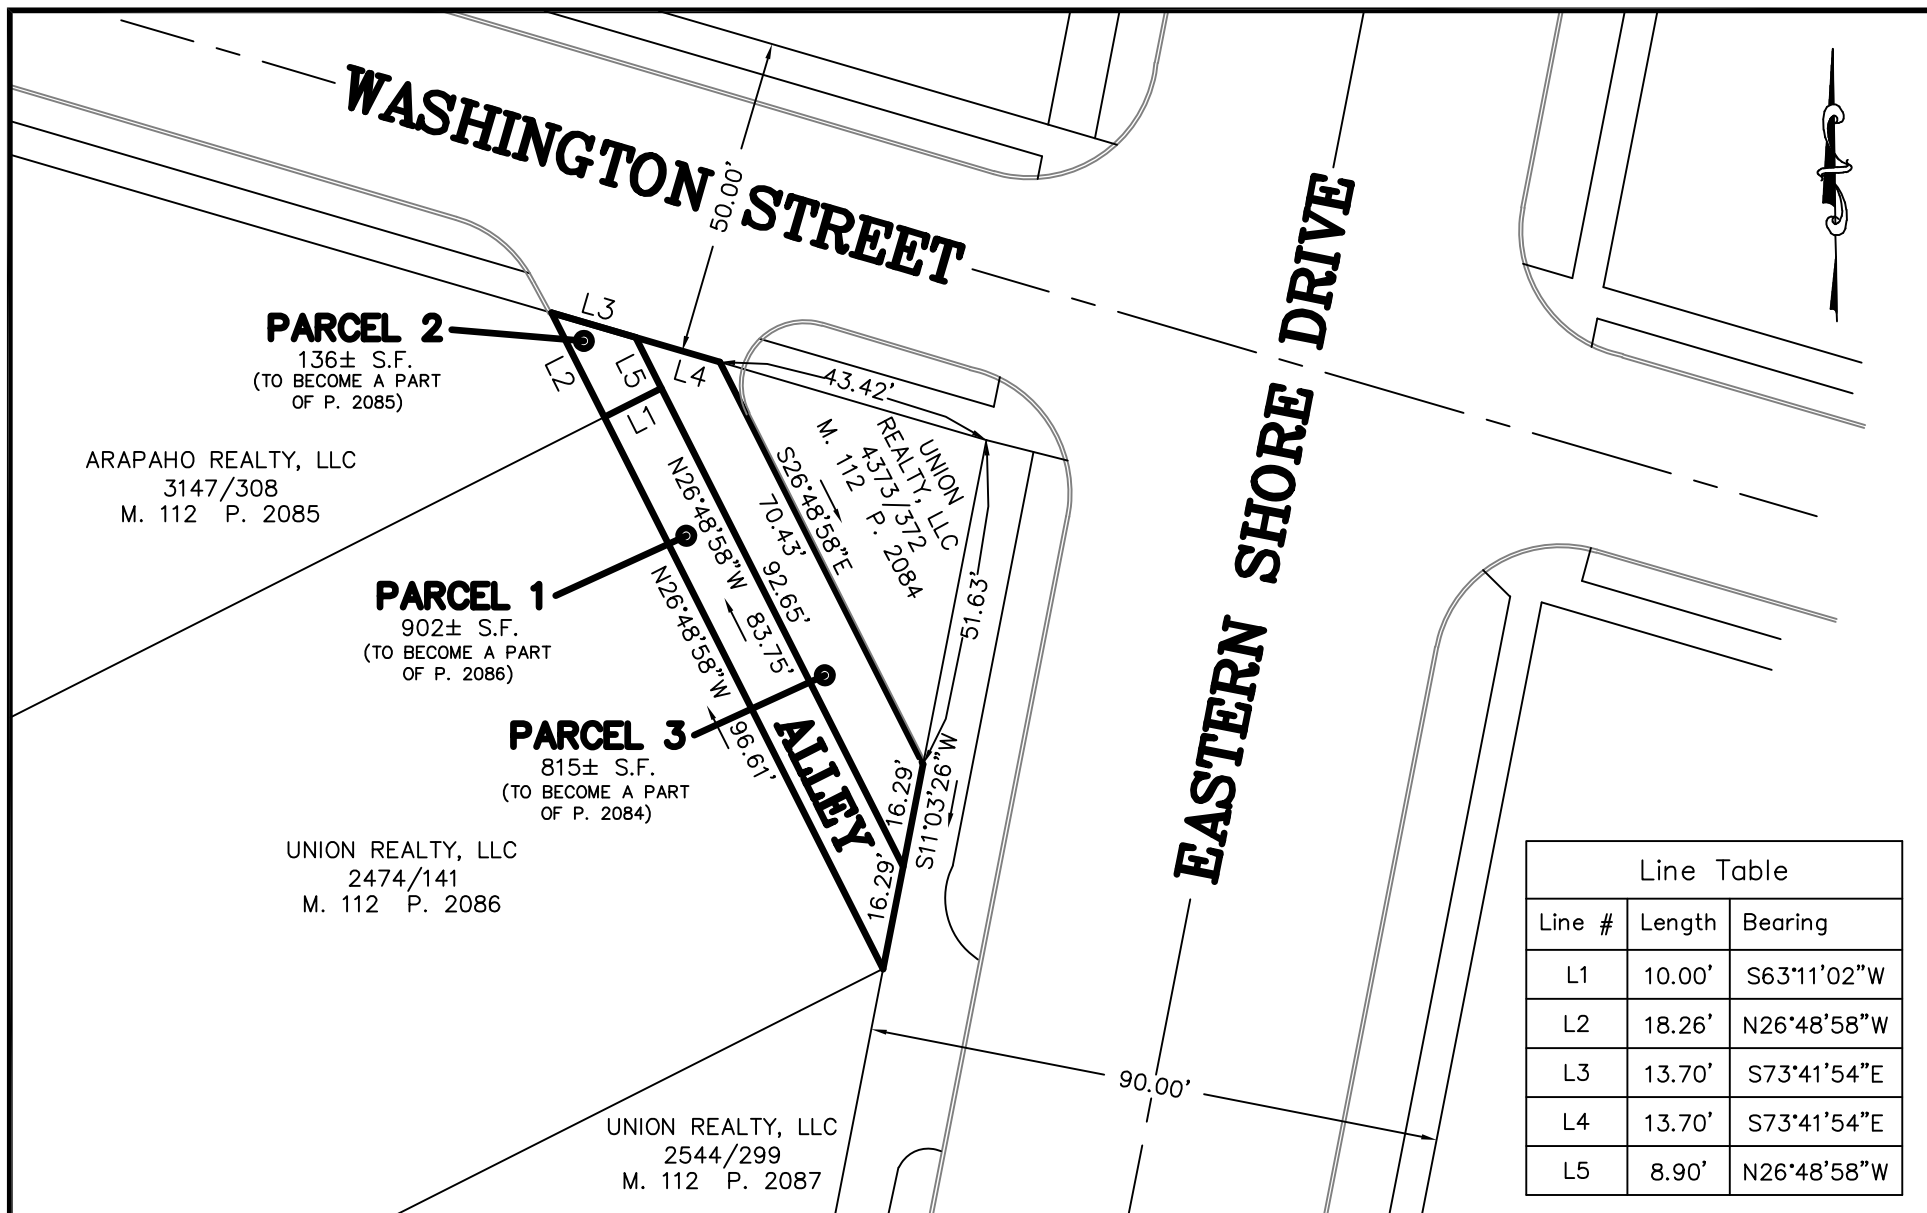 WASHINGTON STREET
50.00'
EASTERN SHORE DRIVE
PARCEL 2
136± S.F.
(TO BECOME A PART
OF P. 2085)
L3
L5
L4
L2
L1
43.42'
UNION
REALTY, LLC
4373/372
M. 112 P. 2084
ARAPAHO REALTY, LLC
3147/308
M. 112 P. 2085
S26°48'58"E
70.43'
N26°48'58"W
92.65'
83.75'
51.63'
PARCEL 1
902± S.F.
(TO BECOME A PART
OF P. 2086)
N26°48'58"W
96.61'
PARCEL 3
815± S.F.
(TO BECOME A PART
OF P. 2084)
ALLEY
16.29'
S11°03'26"W
16.29'
UNION REALTY, LLC
2474/141
M. 112 P. 2086
90.00'
UNION REALTY, LLC
2544/299
M. 112 P. 2087
Line Table
Line # Length Bearing
L1 10.00' S63°11'02"W
L2 18.26' N26°48'58"W
L3 13.70' S73°41'54"E
L4 13.70' S73°41'54"E
L5 8.90' N26°48'58"W